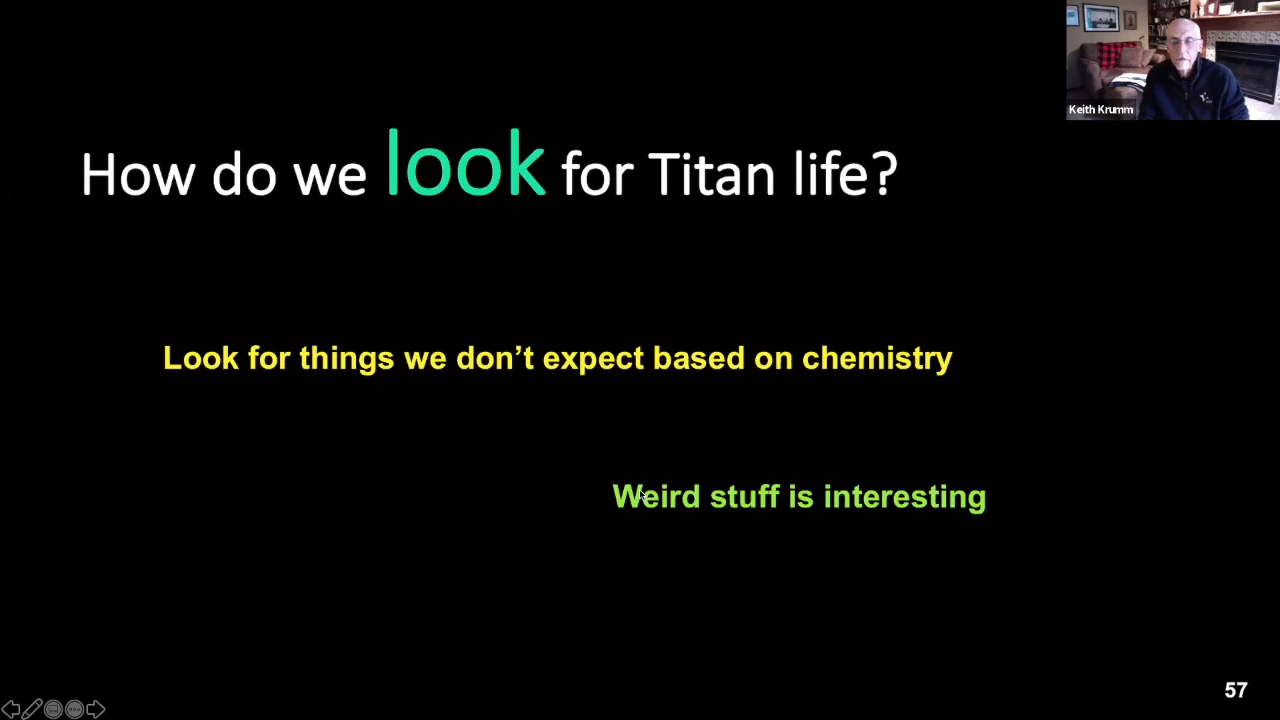 Keith Krumm
How do we look for Titan life?
Look for things we don’t expect based on chemistry
Weird stuff is interesting
57